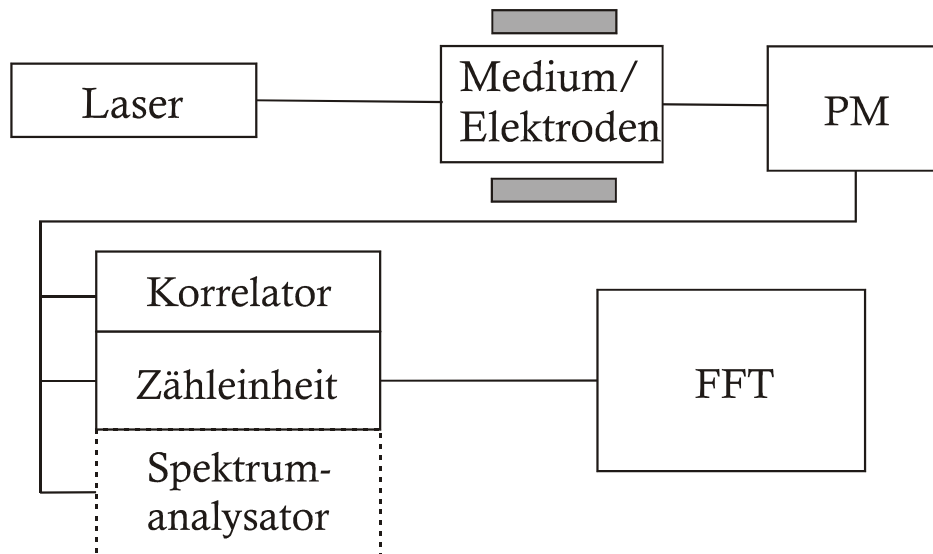 Laser
Medium/
Elektroden
PM
Korrelator
Zähleinheit
FFT
Spektrum-
analysator